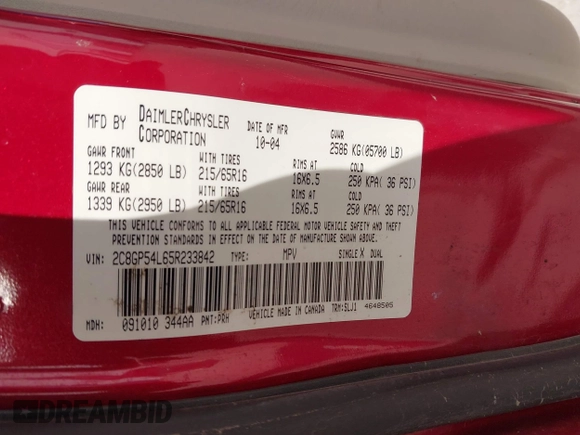 MFD BY DAIMLERCHRYSLER CORPORATION DATE OF MFR 10-04 GVWR 2586 KG(05700 LB)
GAWR FRONT WITH TIRES RIMS AT COLD
1293 KG(2850 LB) 215/65R16 16X6.5 250 KPA( 36 PSI)
GAWR REAR WITH TIRES RIMS AT COLD
1339 KG(2950 LB) 215/65R16 16X6.5 250 KPA( 36 PSI)
THIS VEHICLE CONFORMS TO ALL APPLICABLE FEDERAL MOTOR VEHICLE SAFETY AND THEFT
PREVENTION STANDARDS IN EFFECT ON THE DATE OF MANUFACTURE SHOWN ABOVE.
VIN: 2C8GP54L65R233842 TYPE: MPV SINGLE X DUAL
MDH: 091010 344AA PNT:PRH VEHICLE MADE IN CANADA TRM:SLJ1 4648505
DREAMBID